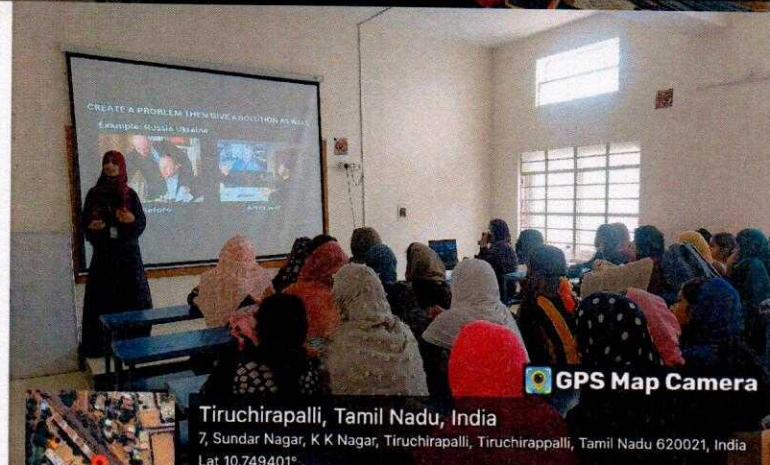 CREATE A PROBLEM THEN GIVE A SOLUTION AS WELL
Example: Russia Ukraine
GPS Map Camera
Tiruchirapalli, Tamil Nadu, India
7, Sundar Nagar, K K Nagar, Tiruchirapalli, Tiruchirappalli, Tamil Nadu 620021, India
Lat 10.749401°